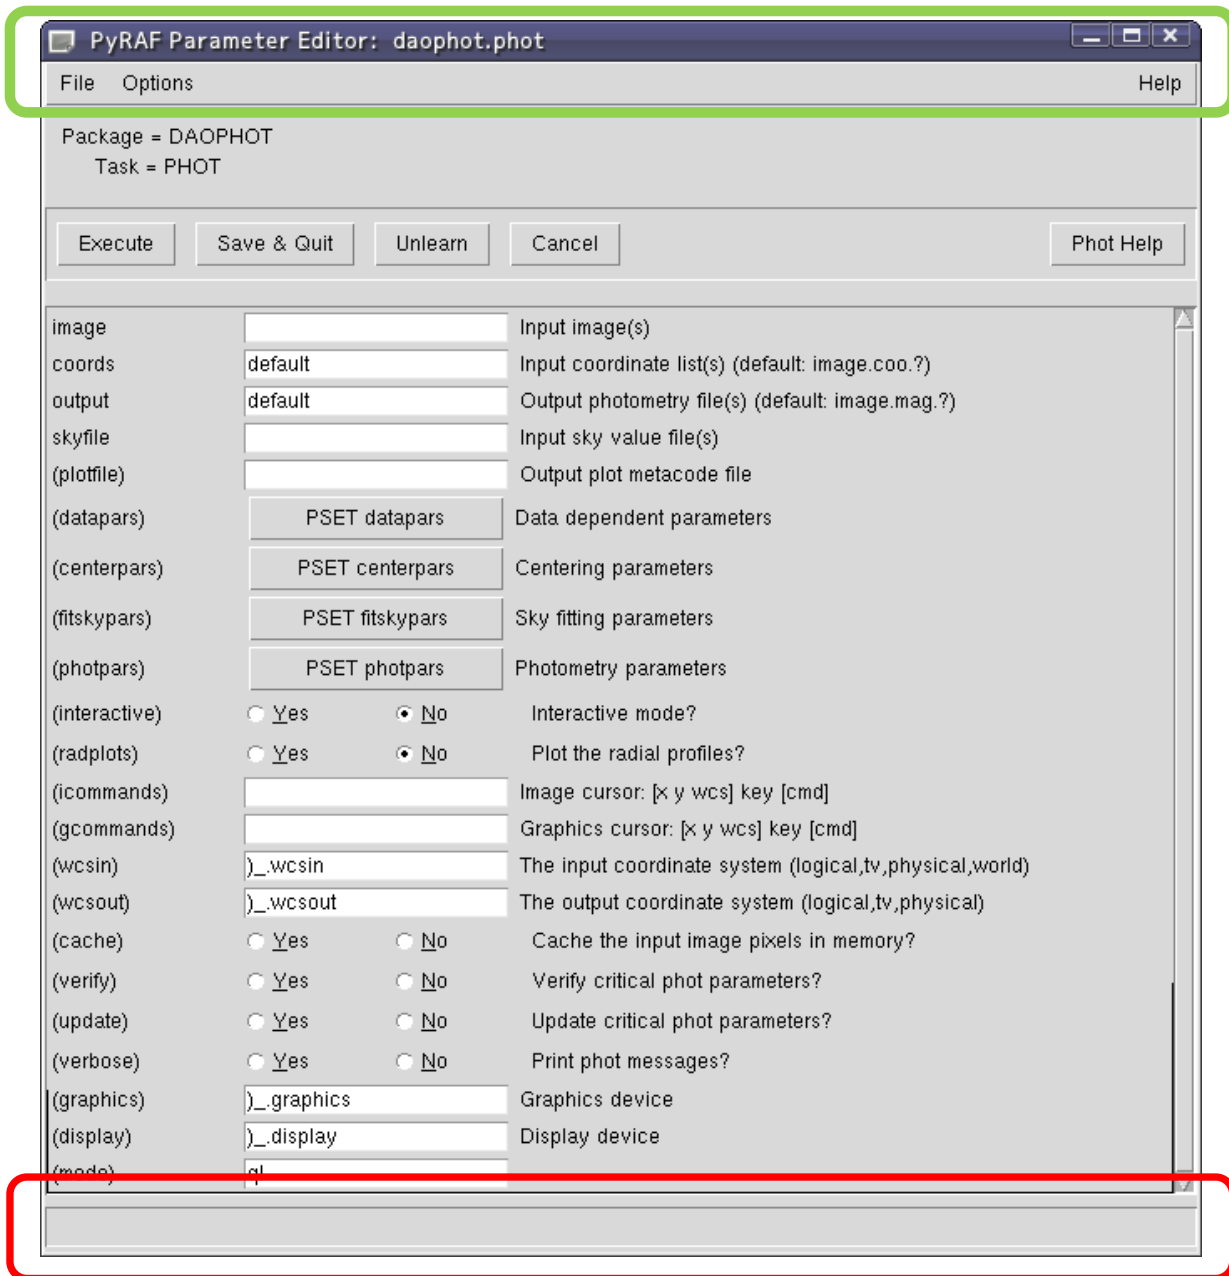 PyRAF Parameter Editor: daophot.phot
File Options Help
Package = DAOPHOT
Task = PHOT
Execute Save & Quit Unlearn Cancel Phot Help
image Input image(s)
coords default Input coordinate list(s) (default: image.coo.?)
output default Output photometry file(s) (default: image.mag.?)
skyfile Input sky value file(s)
(plotfile) Output plot metacode file
(datapars) PSET datapars Data dependent parameters
(centerpars) PSET centerpars Centering parameters
(fitskypars) PSET fitskypars Sky fitting parameters
(photpars) PSET photpars Photometry parameters
(interactive) Yes No Interactive mode?
(radplots) Yes No Plot the radial profiles?
(icommands) Image cursor: [x y wcs] key [cmd]
(gcommands) Graphics cursor: [x y wcs] key [cmd]
(wcsin) )_.wcsin The input coordinate system (logical,tv,physical,world)
(wcsout) )_.wcsout The output coordinate system (logical,tv,physical)
(cache) Yes No Cache the input image pixels in memory?
(verify) Yes No Verify critical phot parameters?
(update) Yes No Update critical phot parameters?
(verbose) Yes No Print phot messages?
(graphics) )_.graphics Graphics device
(display) )_.display Display device
(mode) ql